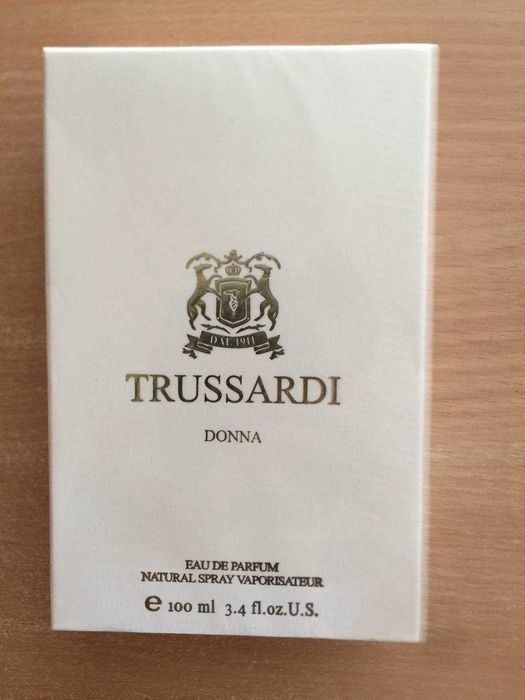 DAL 1911
TRUSSARDI
DONNA
EAU DE PARFUM
NATURAL SPRAY VAPORISATEUR
e 100 ml 3.4 fl.oz.U.S.